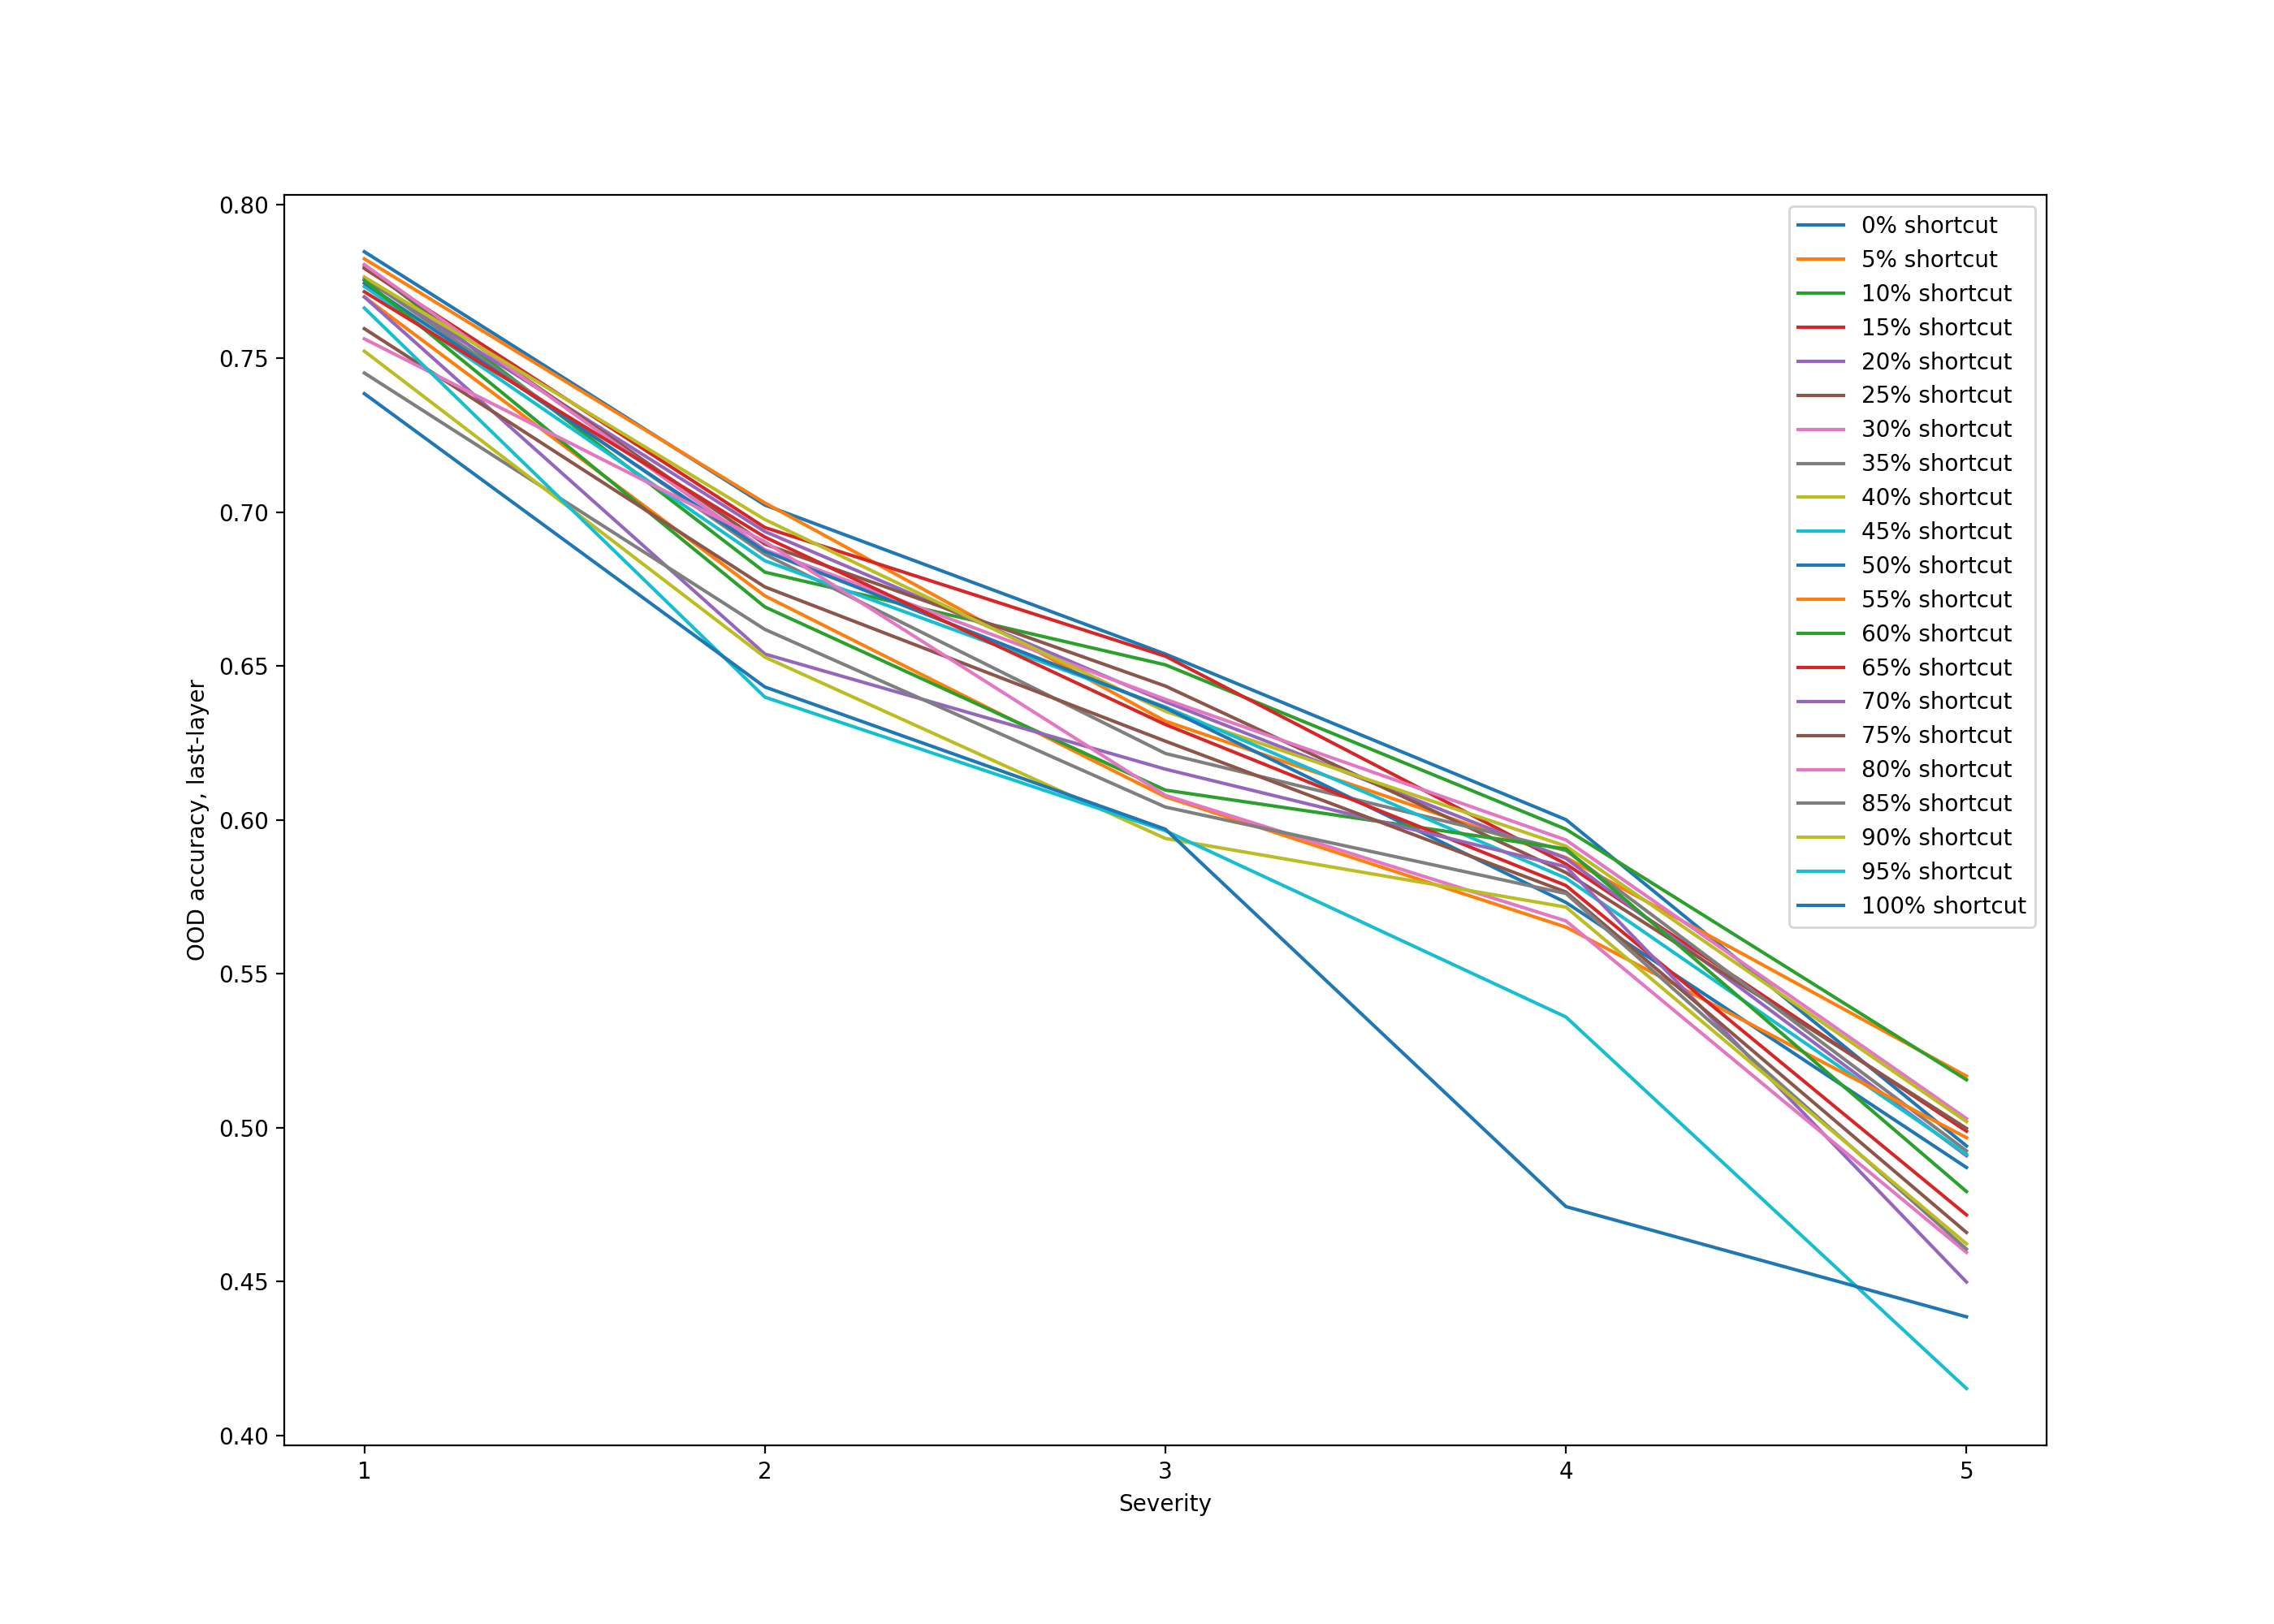 0.80
0.75
0.70
0.65
0.60
0.55
0.50
0.45
0.40
OOD accuracy, last-layer
1 2 3 4 5
Severity
0% shortcut
5% shortcut
10% shortcut
15% shortcut
20% shortcut
25% shortcut
30% shortcut
35% shortcut
40% shortcut
45% shortcut
50% shortcut
55% shortcut
60% shortcut
65% shortcut
70% shortcut
75% shortcut
80% shortcut
85% shortcut
90% shortcut
95% shortcut
100% shortcut